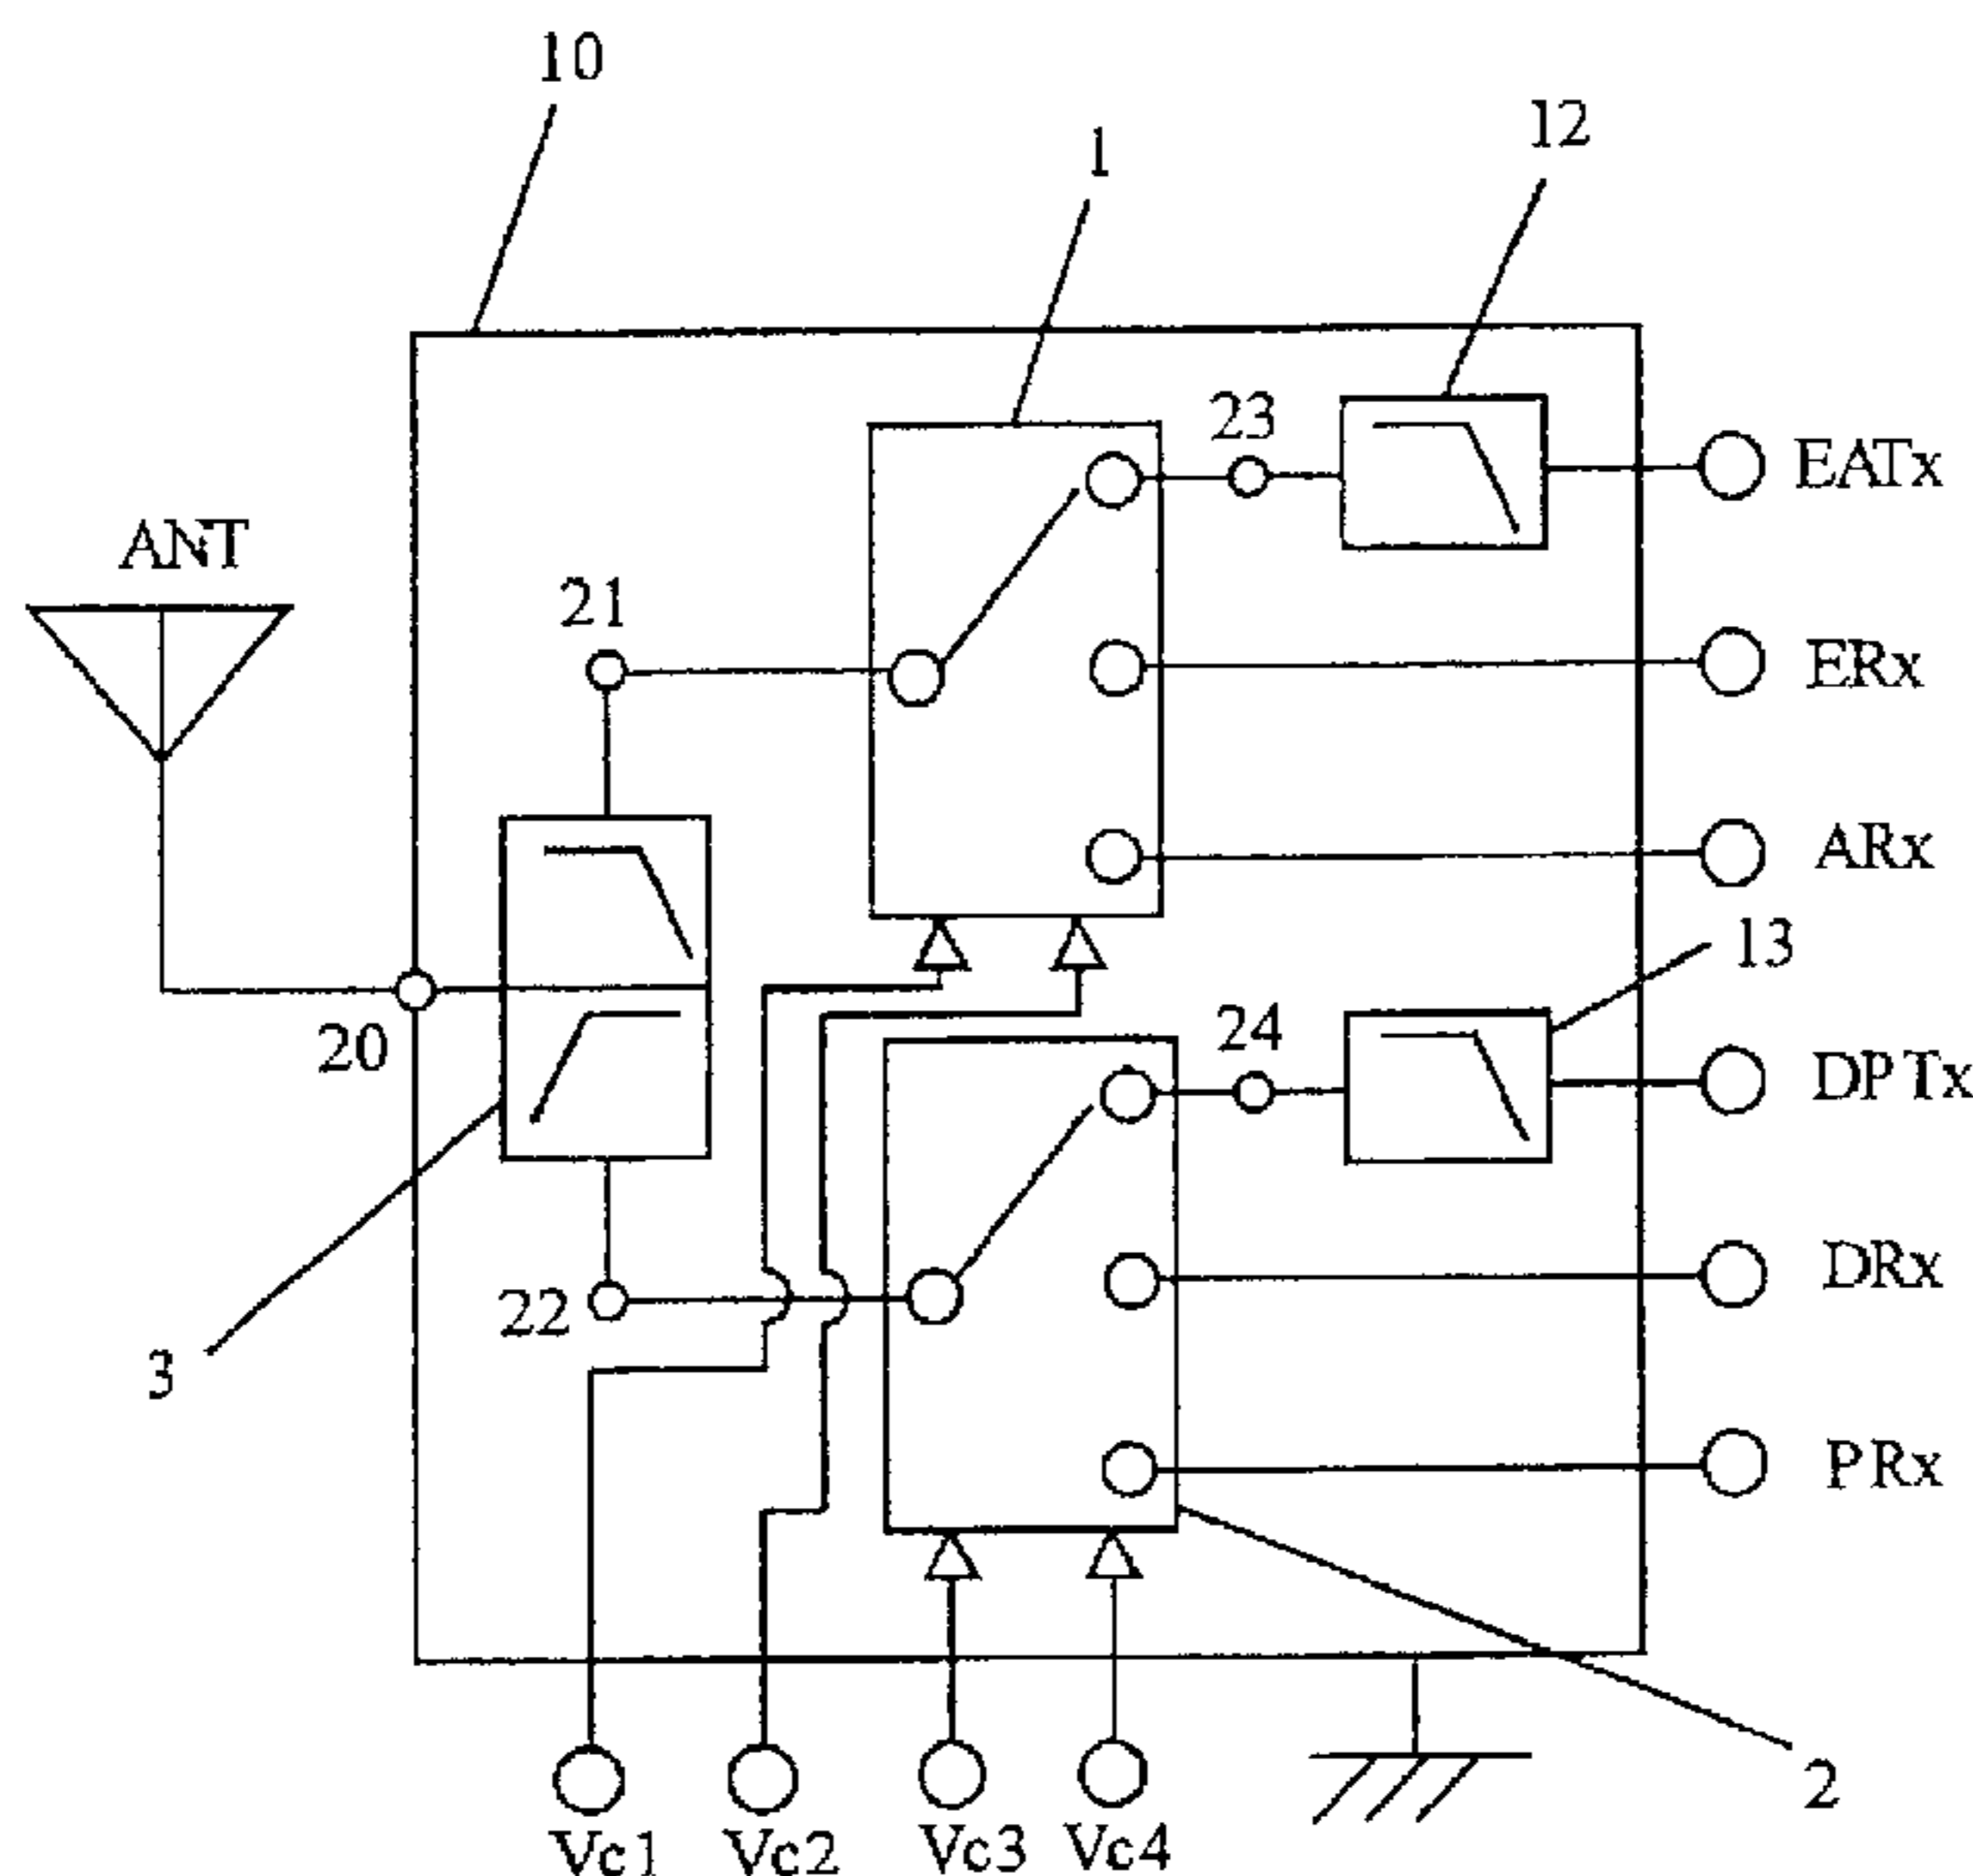 10
1
12
23
EATx
ANT
21
ERx
ARx
13
20
24
DPTx
3
22
DRx
PRx
2
Vc1
Vc2
Vc3
Vc4